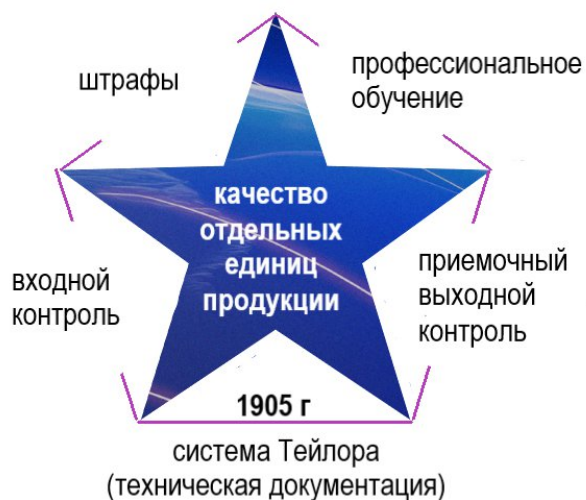 штрафы
профессиональное
обучение
качество
отдельных
единиц
продукции
входной
контроль
приемочный
выходной
контроль
1905 г
система Тейлора
(техническая документация)